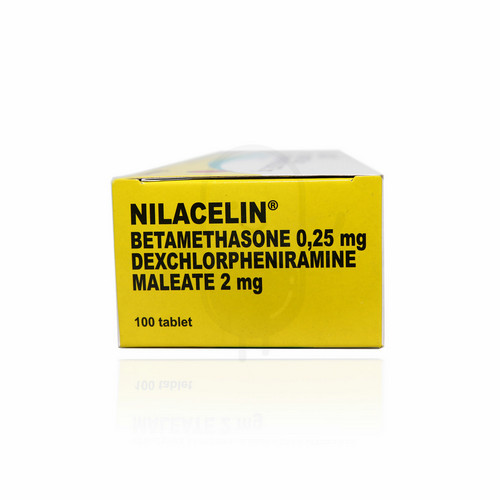 NILACELIN®
BETAMETHASONE 0,25 mg
DEXCHLORPHENIRAMINE
MALEATE 2 mg
100 tablet